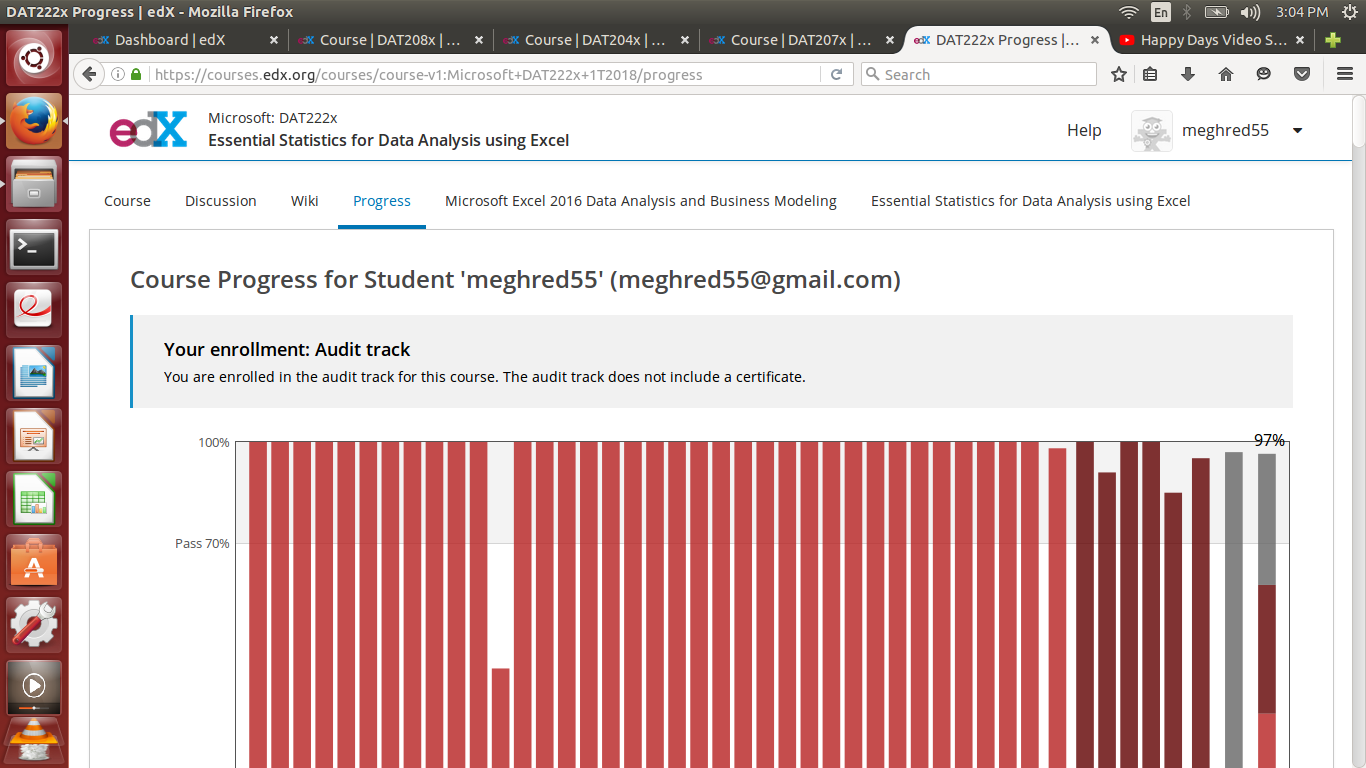 DAT222x Progress | edX - Mozilla Firefox
En
3:04 PM
Dashboard | edX
Course | DAT208x | ...
Course | DAT204x | ...
Course | DAT207x | ...
DAT222x Progress |...
Happy Days Video S...
https://courses.edx.org/courses/course-v1:Microsoft+DAT222x+1T2018/progress
Search
edX
Microsoft: DAT222x
Essential Statistics for Data Analysis using Excel
Help
meghred55
Course
Discussion
Wiki
Progress
Microsoft Excel 2016 Data Analysis and Business Modeling
Essential Statistics for Data Analysis using Excel
Course Progress for Student 'meghred55' (meghred55@gmail.com)
Your enrollment: Audit track
You are enrolled in the audit track for this course. The audit track does not include a certificate.
100%
97%
Pass 70%